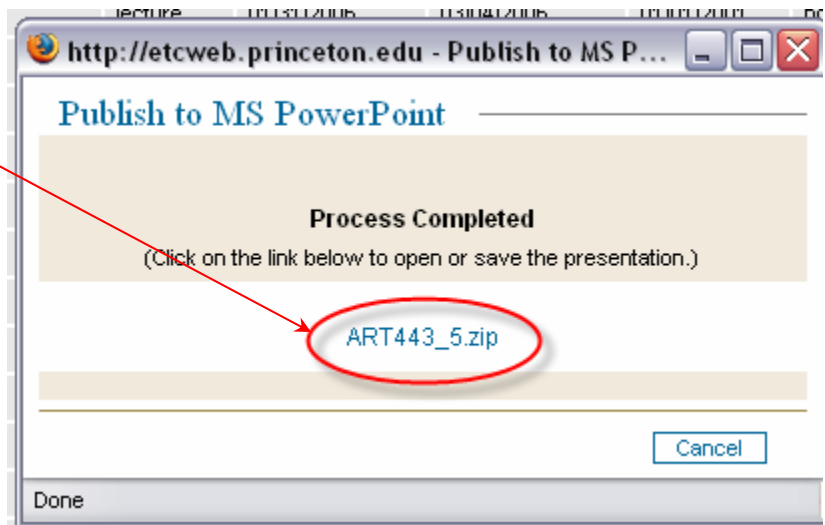 lecture
http://etcweb.princeton.edu - Publish to MS P...
Publish to MS PowerPoint
Process Completed
(Click on the link below to open or save the presentation.)
ART443_5.zip
Cancel
Done